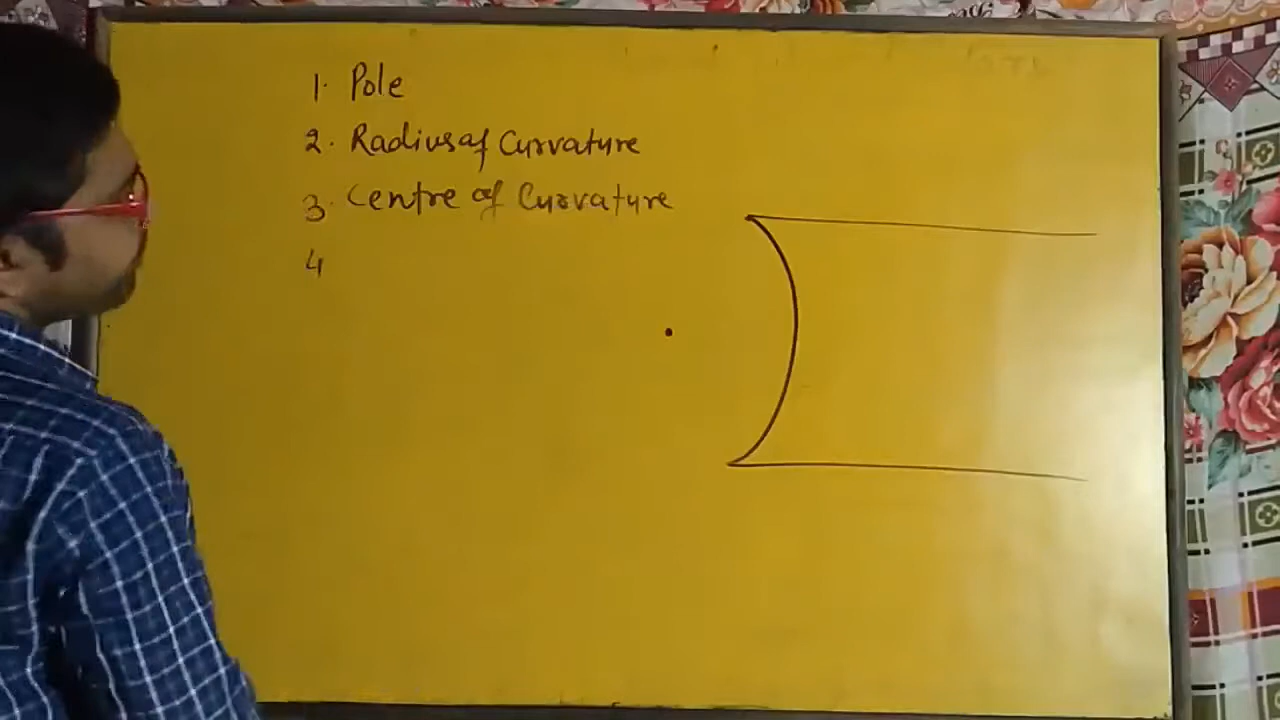 1. Pole
2. Radius of Curvature
3. Centre of Curvature
4